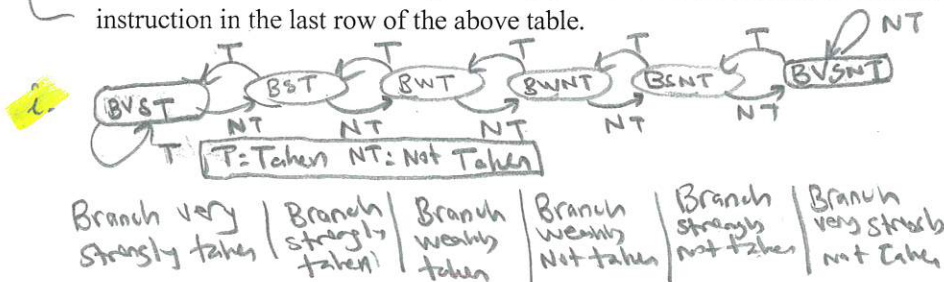 instruction in the last row of the above table.
T T T T T NT
i. BVST BST BWT BWNT BSNT BVSNT
T NT NT NT NT NT
T=Taken NT: Not Taken
Branch very | Branch | Branch | Branch | Branch | Branch
strongly taken | strongly | weakly | weakly | strongly | very strongly
taken | taken | Not taken | not taken | not Taken